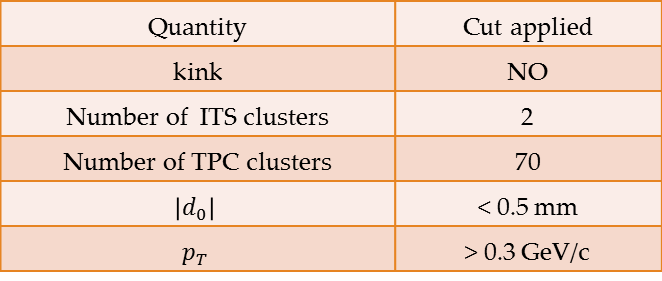 Quantity Cut applied
kink NO
Number of ITS clusters 2
Number of TPC clusters 70
|d₀| < 0.5 mm
p_T > 0.3 GeV/c